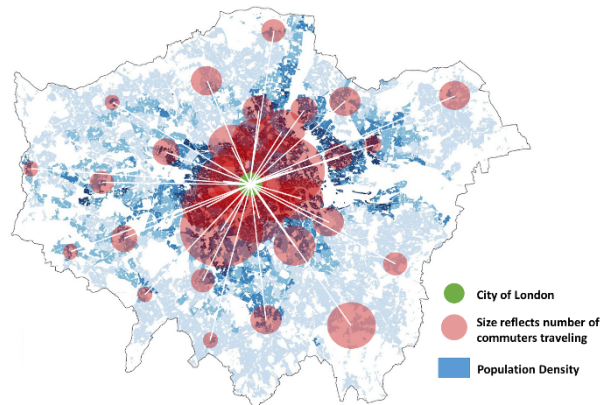 City of London
Size reflects number of
commuters traveling
Population Density